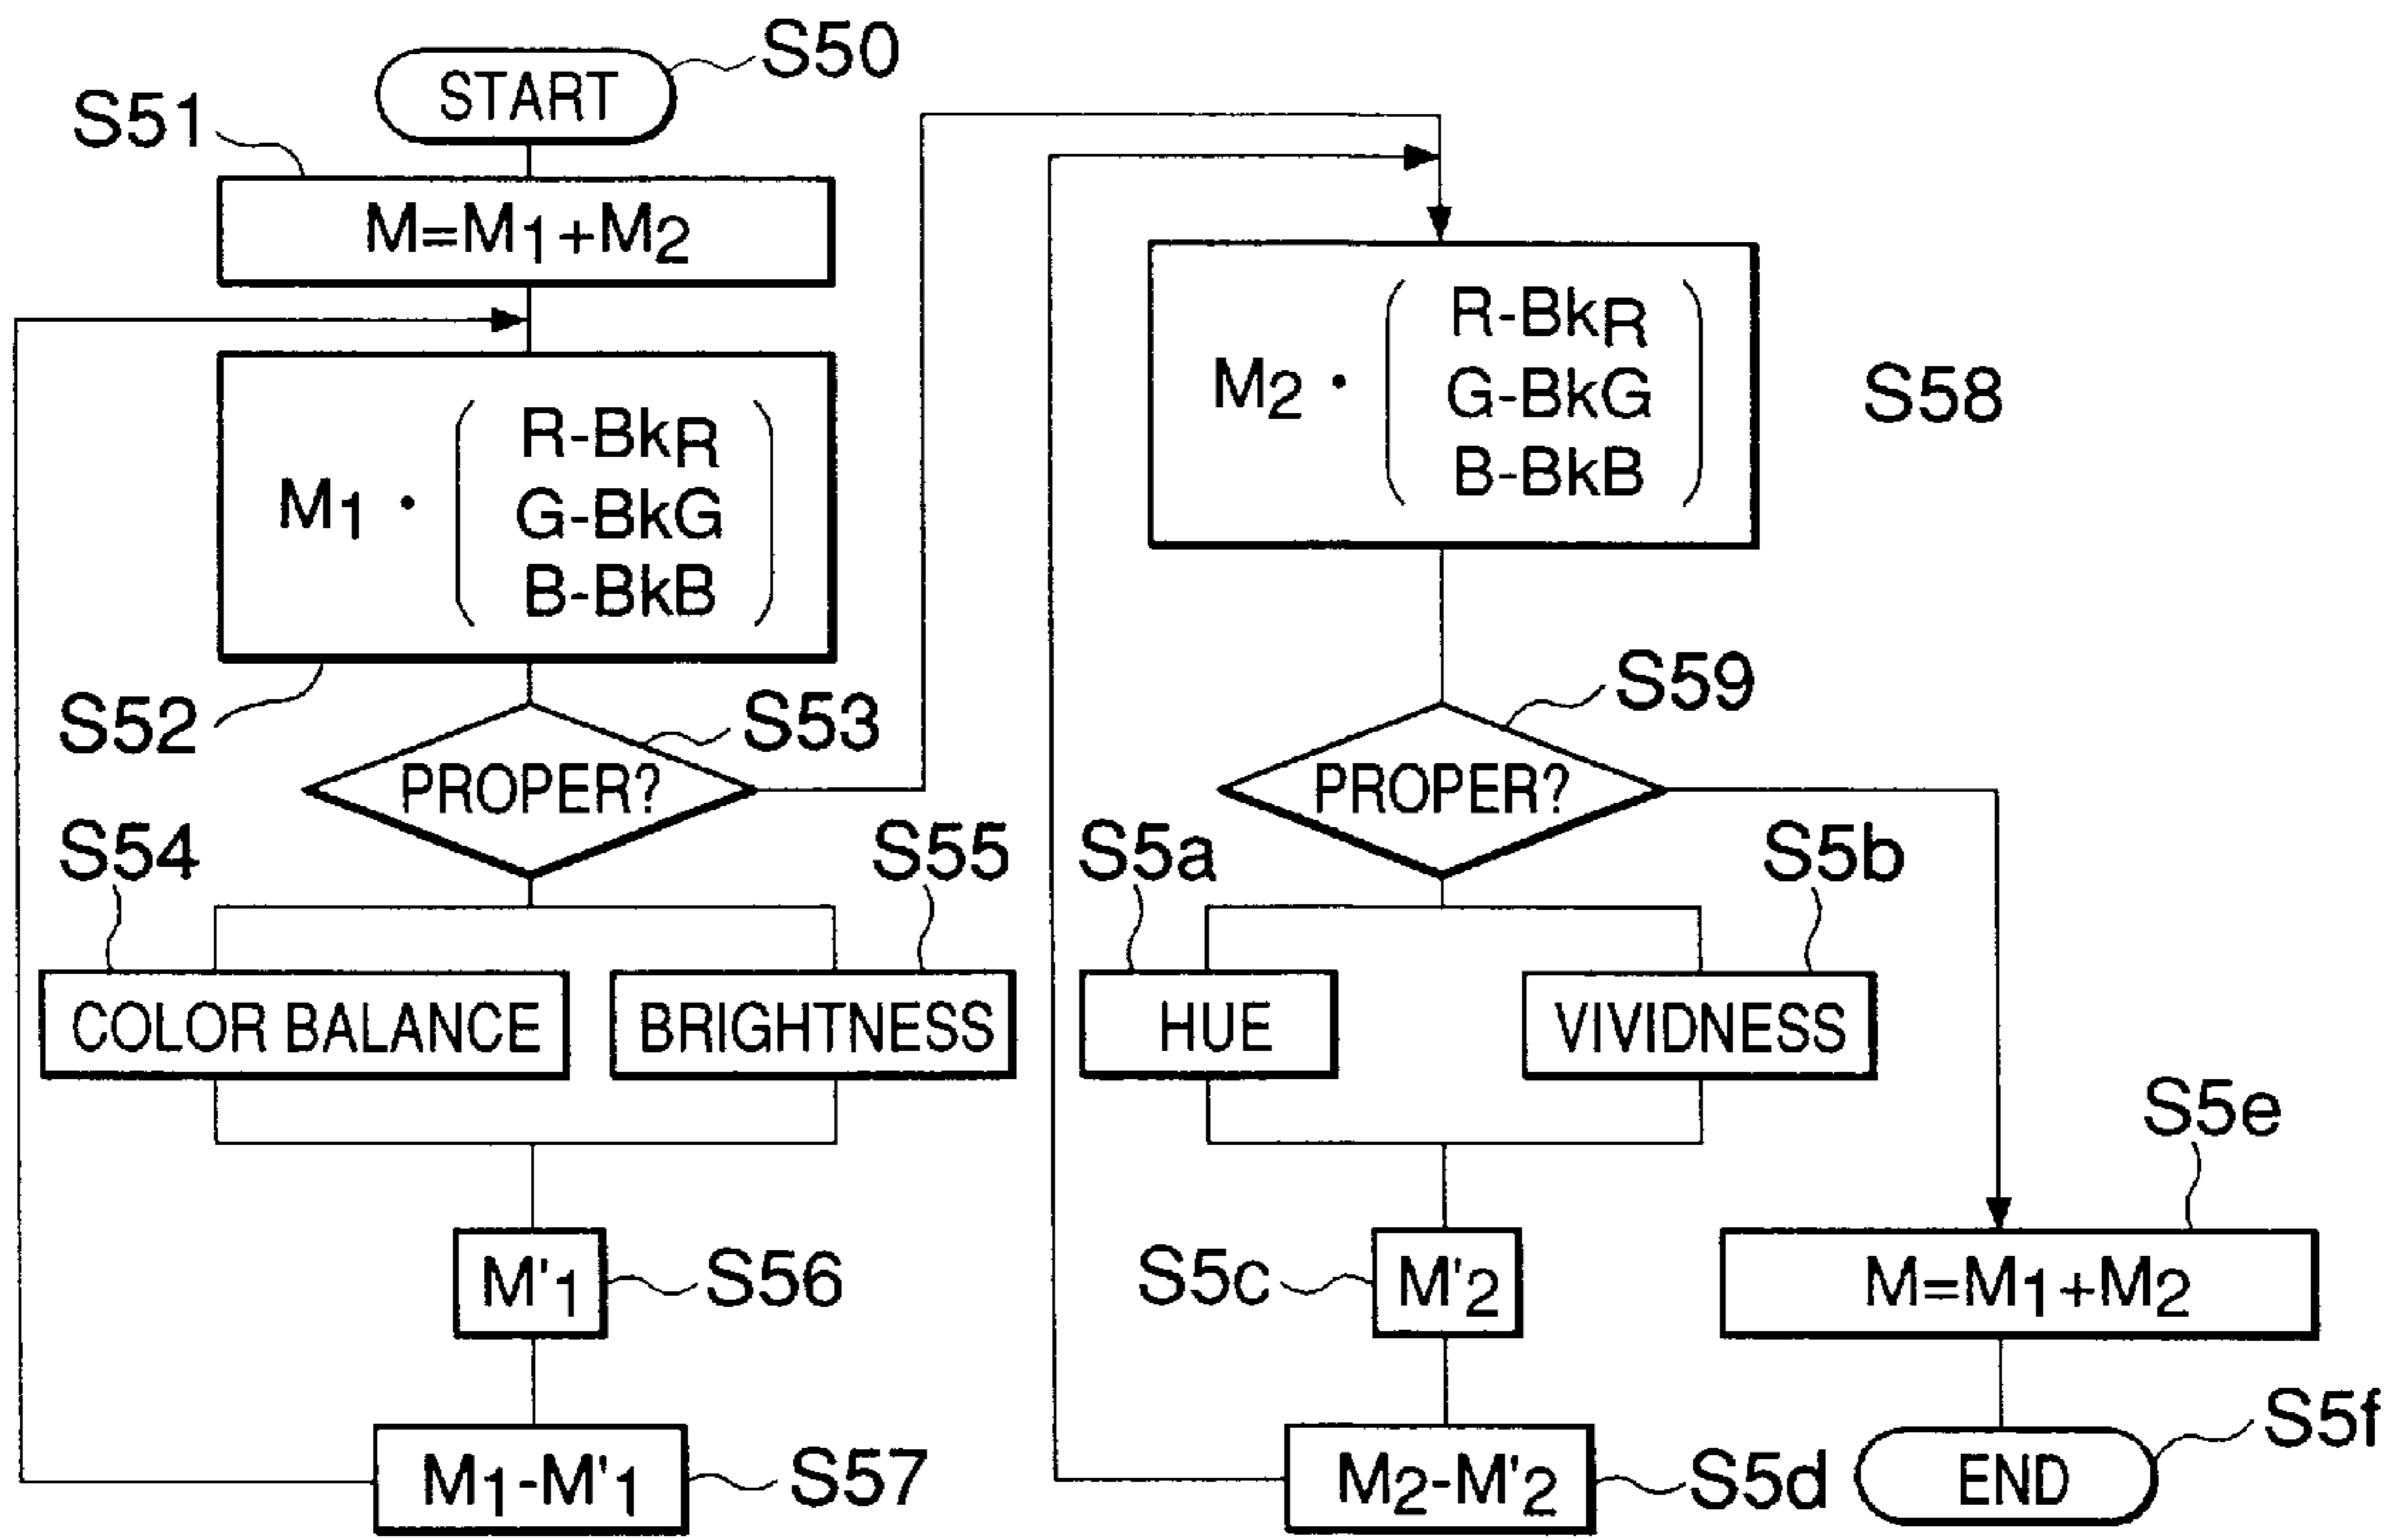 START
S50
S51
M=M1+M2
M1 •
R-BkR
G-BkG
B-BkB
S52
S53
PROPER?
S54
S55
COLOR BALANCE
BRIGHTNESS
M'1
S56
M1-M'1
S57
M2 •
R-BkR
G-BkG
B-BkB
S58
S59
PROPER?
S5a
S5b
HUE
VIVIDNESS
S5c
M'2
M2-M'2
S5d
S5e
M=M1+M2
S5f
END